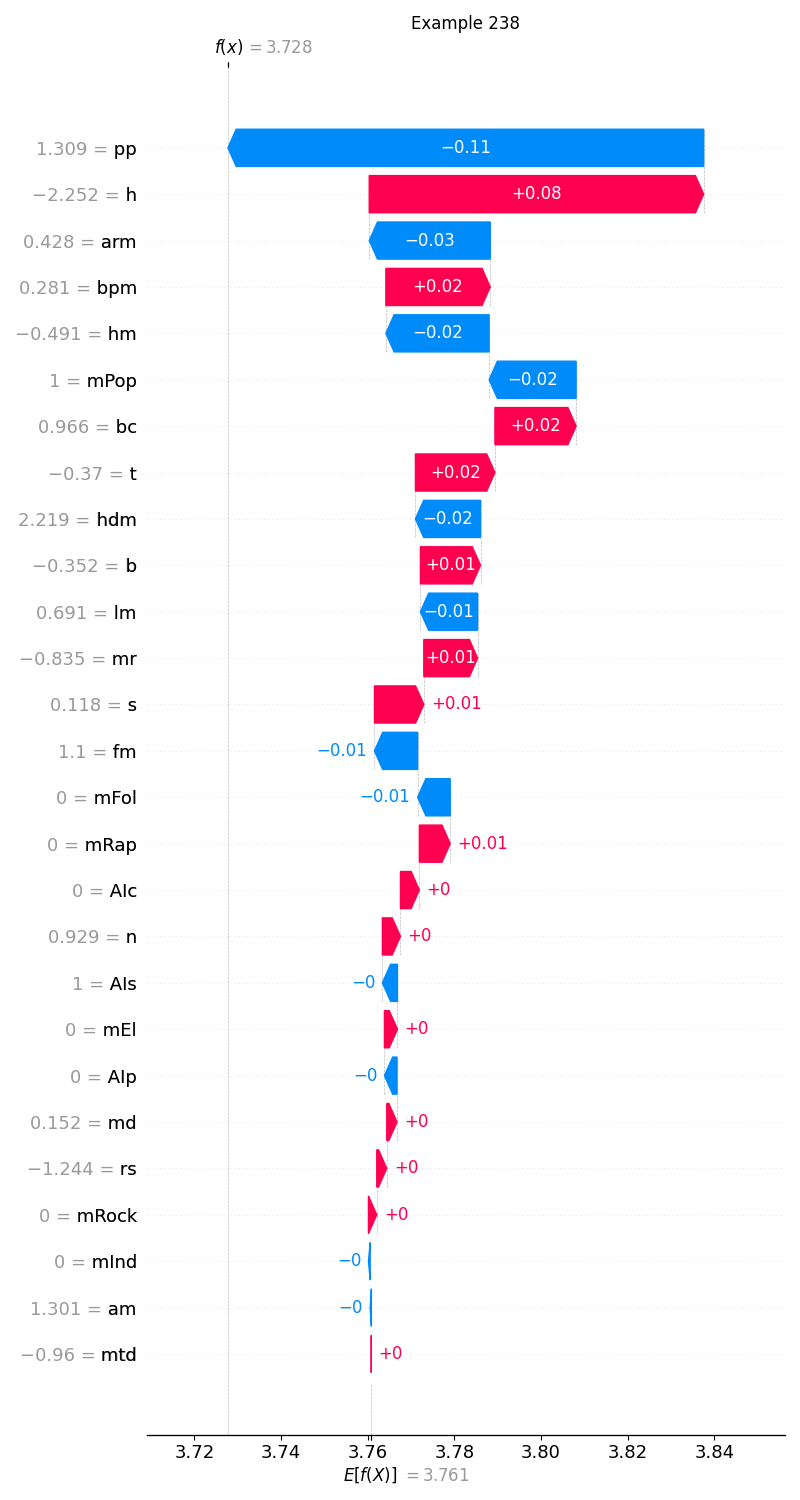 Example 238
f(x) = 3.728
1.309 = pp −0.11
−2.252 = h +0.08
0.428 = arm −0.03
0.281 = bpm +0.02
−0.491 = hm −0.02
1 = mPop −0.02
0.966 = bc +0.02
−0.37 = t +0.02
2.219 = hdm −0.02
−0.352 = b +0.01
0.691 = lm −0.01
−0.835 = mr +0.01
0.118 = s +0.01
1.1 = fm −0.01
0 = mFol −0.01
0 = mRap +0.01
0 = AIc +0
0.929 = n +0
1 = AIs −0
0 = mEl +0
0 = AIp −0
0.152 = md +0
−1.244 = rs +0
0 = mRock +0
0 = mInd −0
1.301 = am −0
−0.96 = mtd +0
3.72 3.74 3.76 3.78 3.80 3.82 3.84
E[f(X)] = 3.761